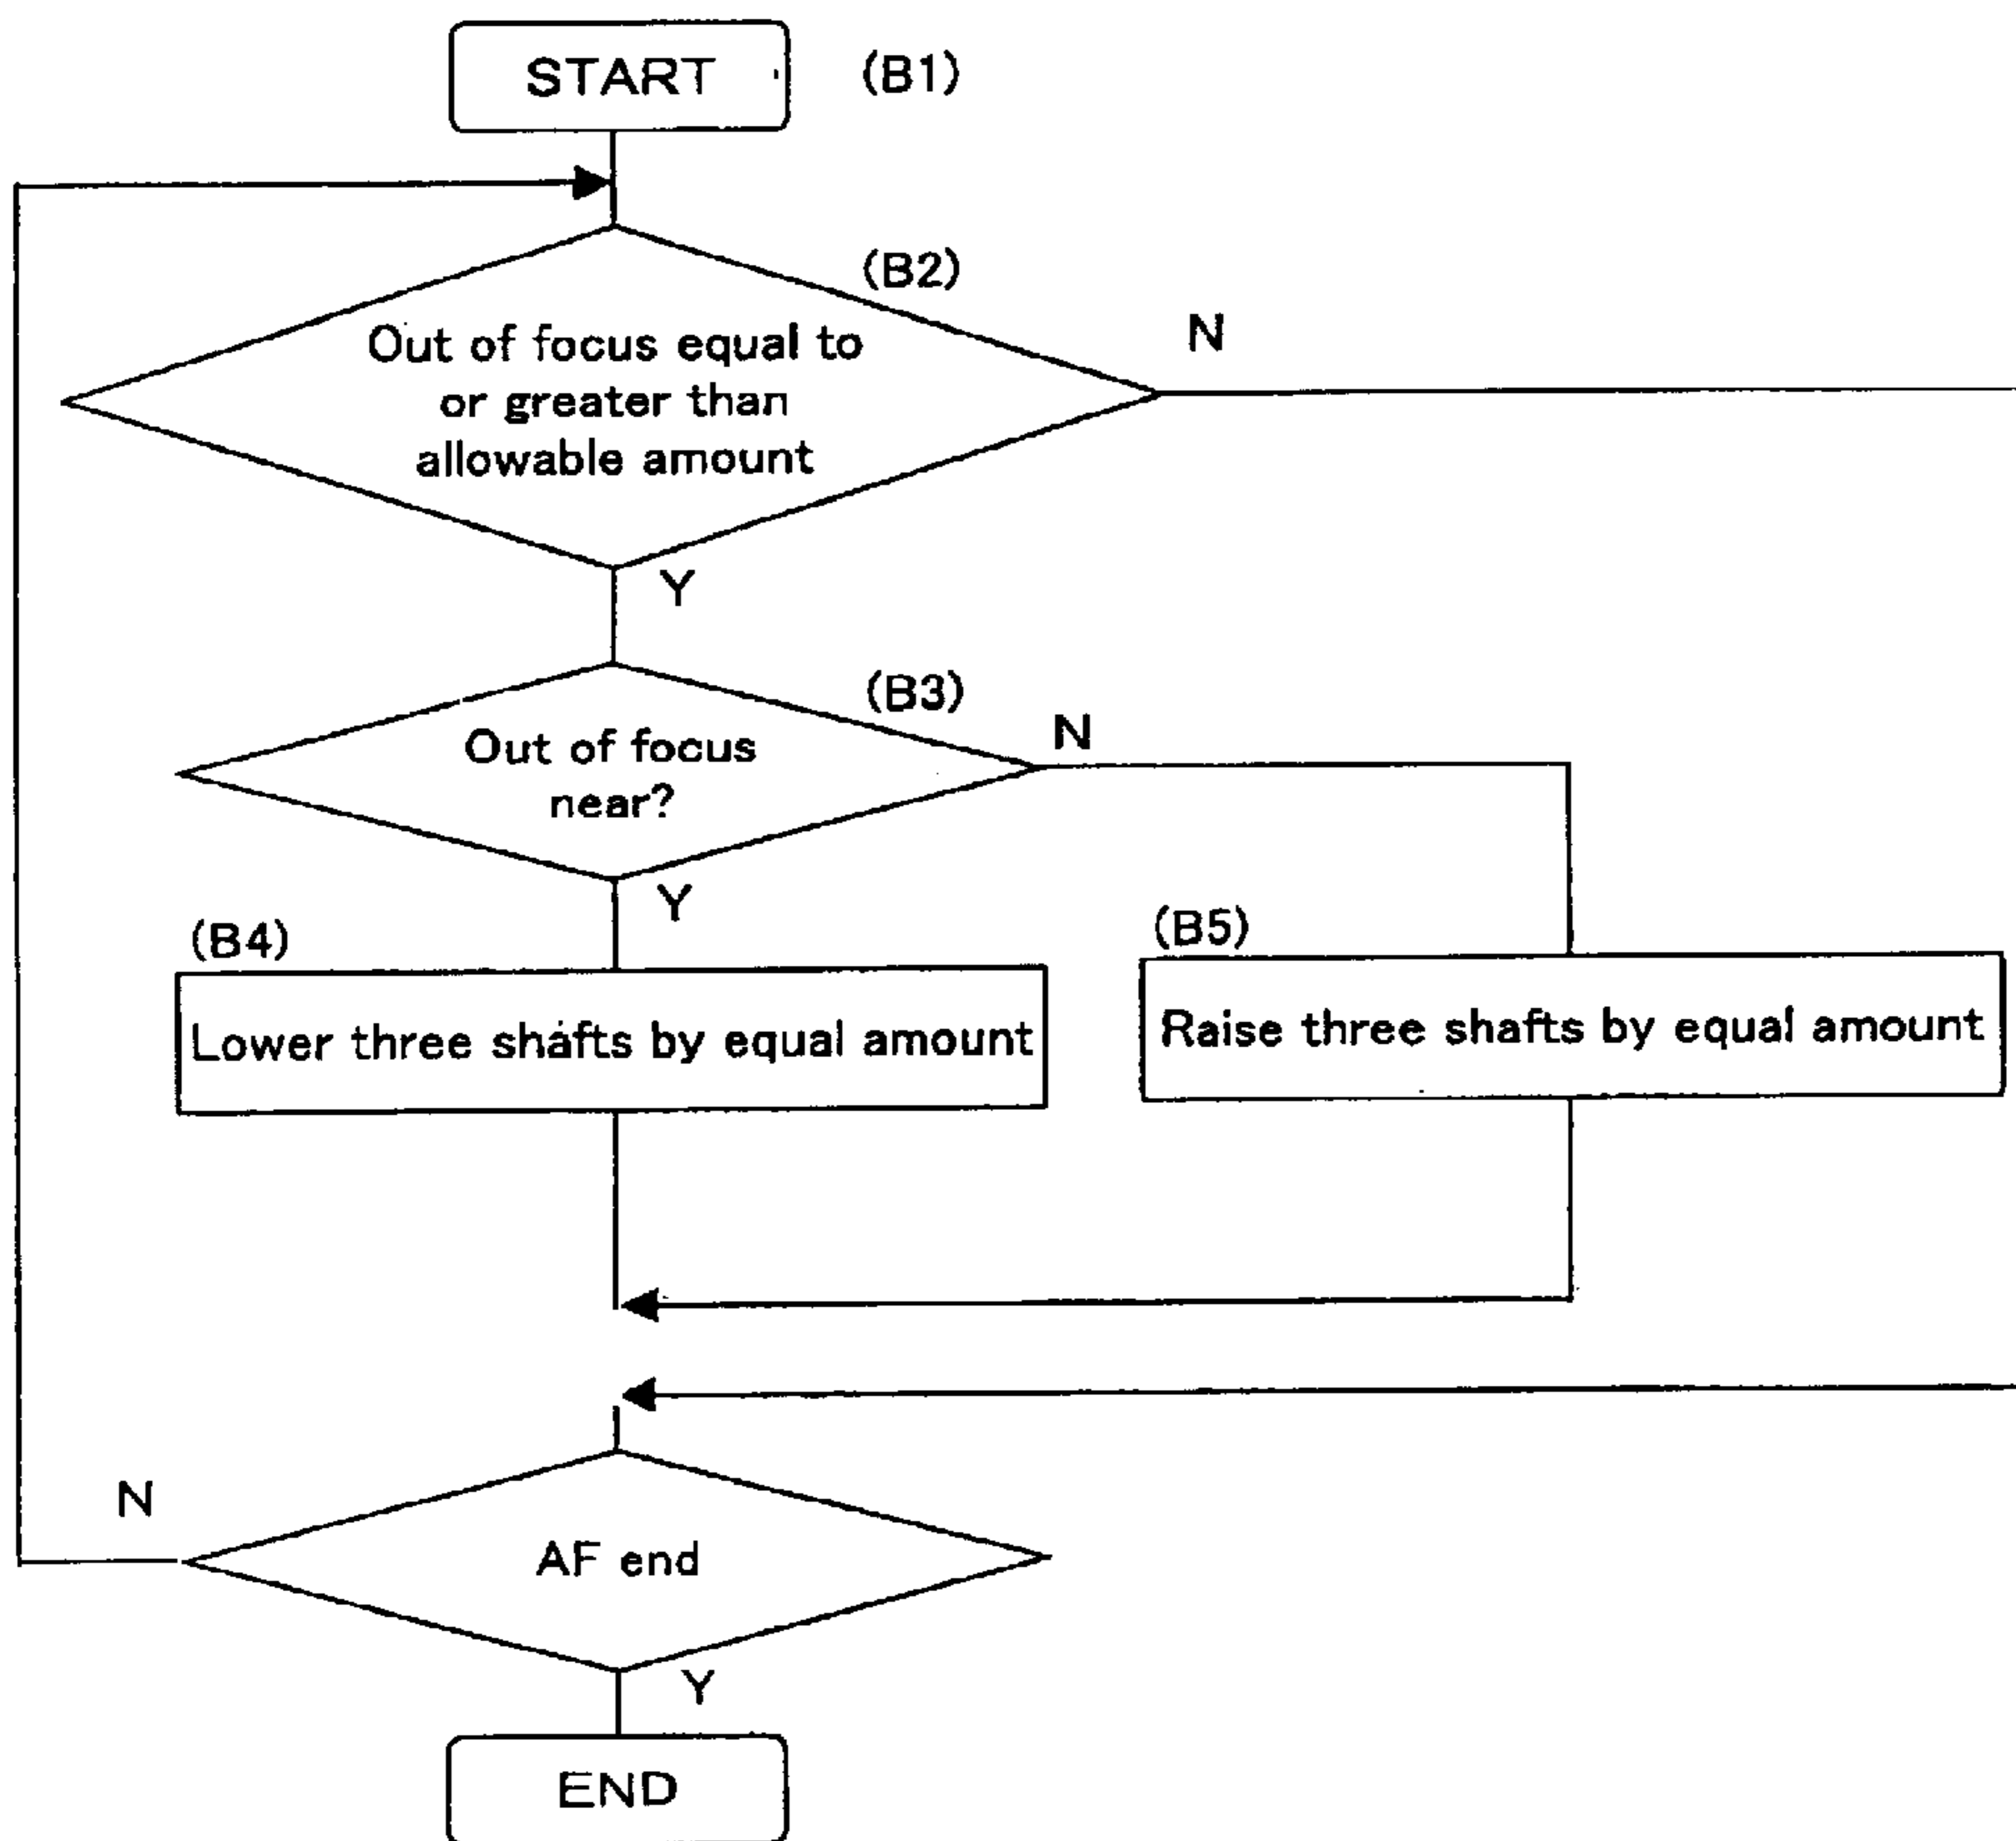 START
(B1)
(B2)
Out of focus equal to
or greater than
allowable amount
N
Y
(B3)
Out of focus
near?
N
Y
(B4)
Lower three shafts by equal amount
(B5)
Raise three shafts by equal amount
N
AF end
Y
END